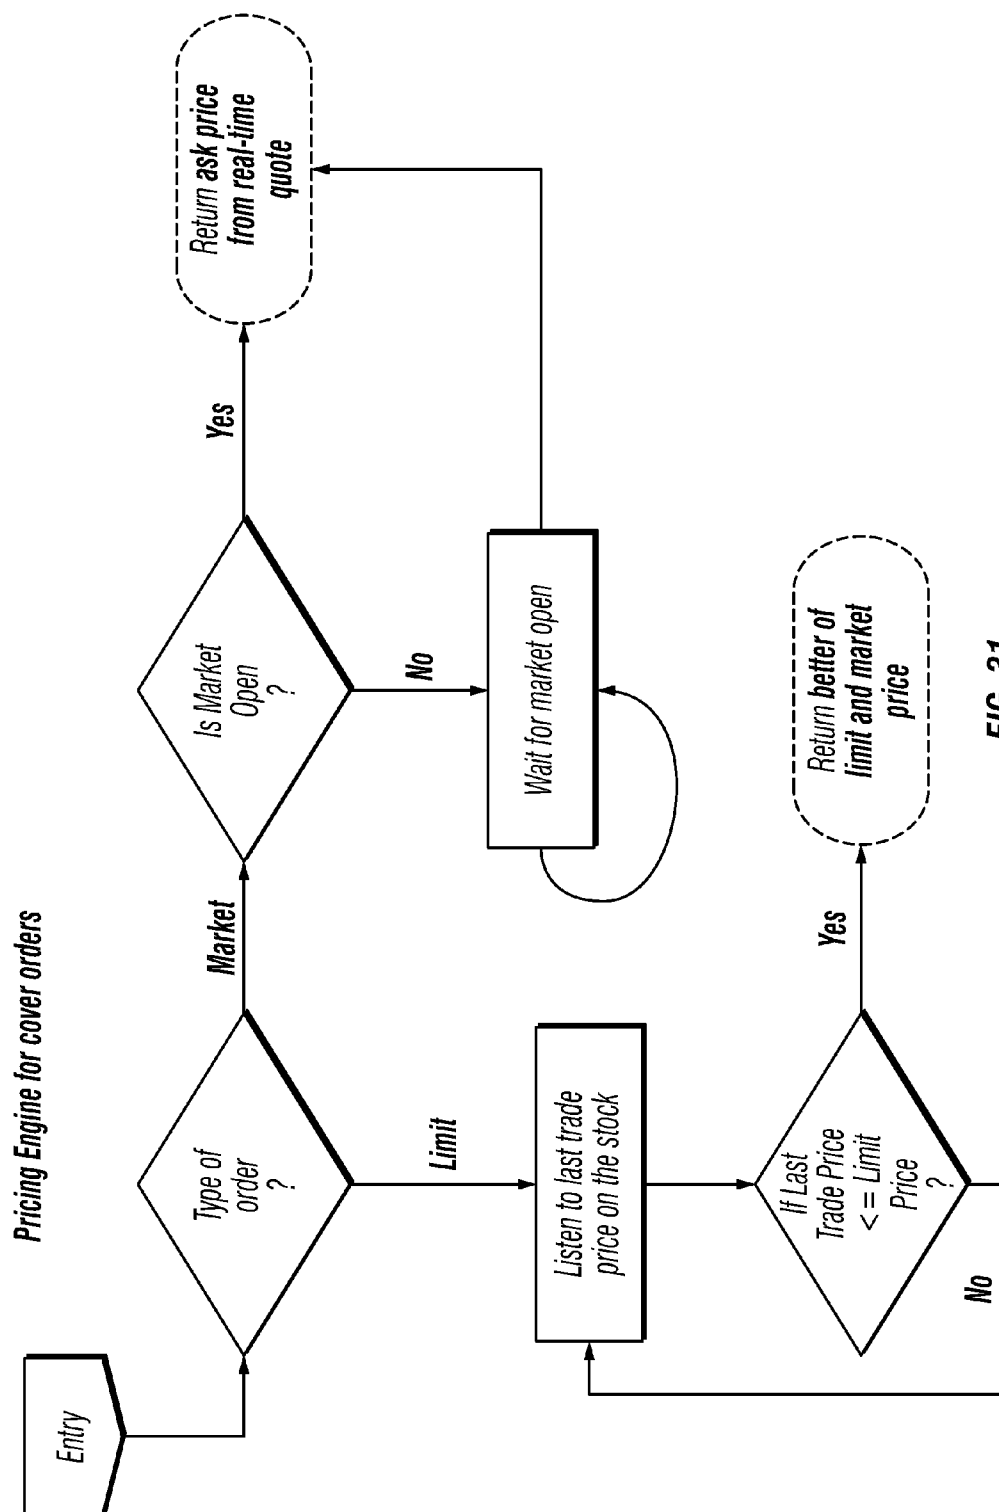 Pricing Engine for cover orders
Entry
Type of
order
?
Market
Is Market
Open
?
Yes
Return ask price
from real-time
quote
No
Wait for market open
Limit
Listen to last trade
price on the stock
If Last
Trade Price
< = Limit
Price
?
Yes
Return better of
limit and market
price
No